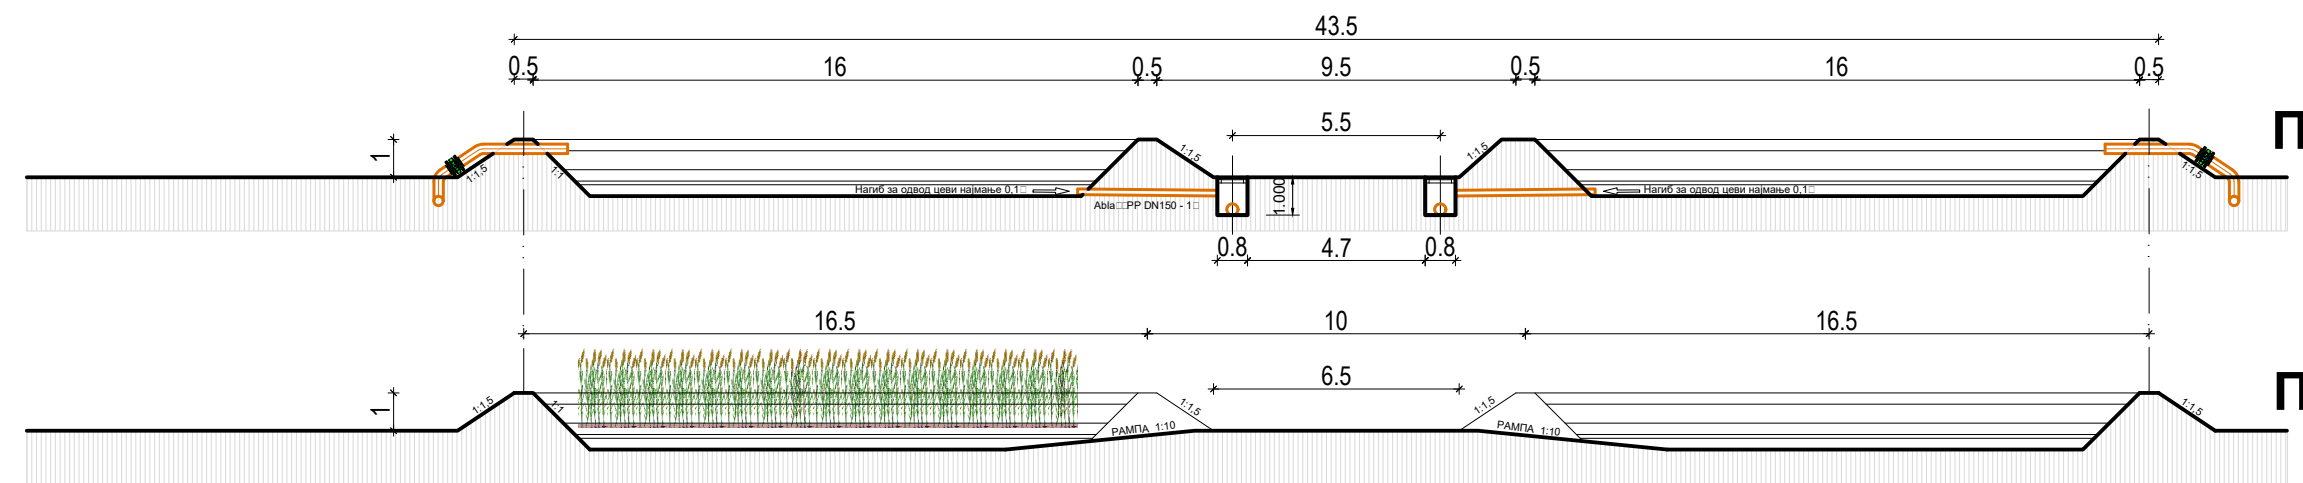 43.5
0.5 16 0.5 9.5 0.5 16 0.5
5.5
П
1 1:1,5 1:1 1:1,5 1:1,5 1:1,5
Нагиб за одвод цеви најмање 0,1□ 1.000 Нагиб за одвод цеви најмање 0,1□
Abla□□PP DN150 - 1□
0.8 4.7 0.8
16.5 10 16.5
6.5
П
1 1:1,5 1:1 1:1,5 1:1,5 1:1,5
РАМПА 1:10 РАМПА 1:10